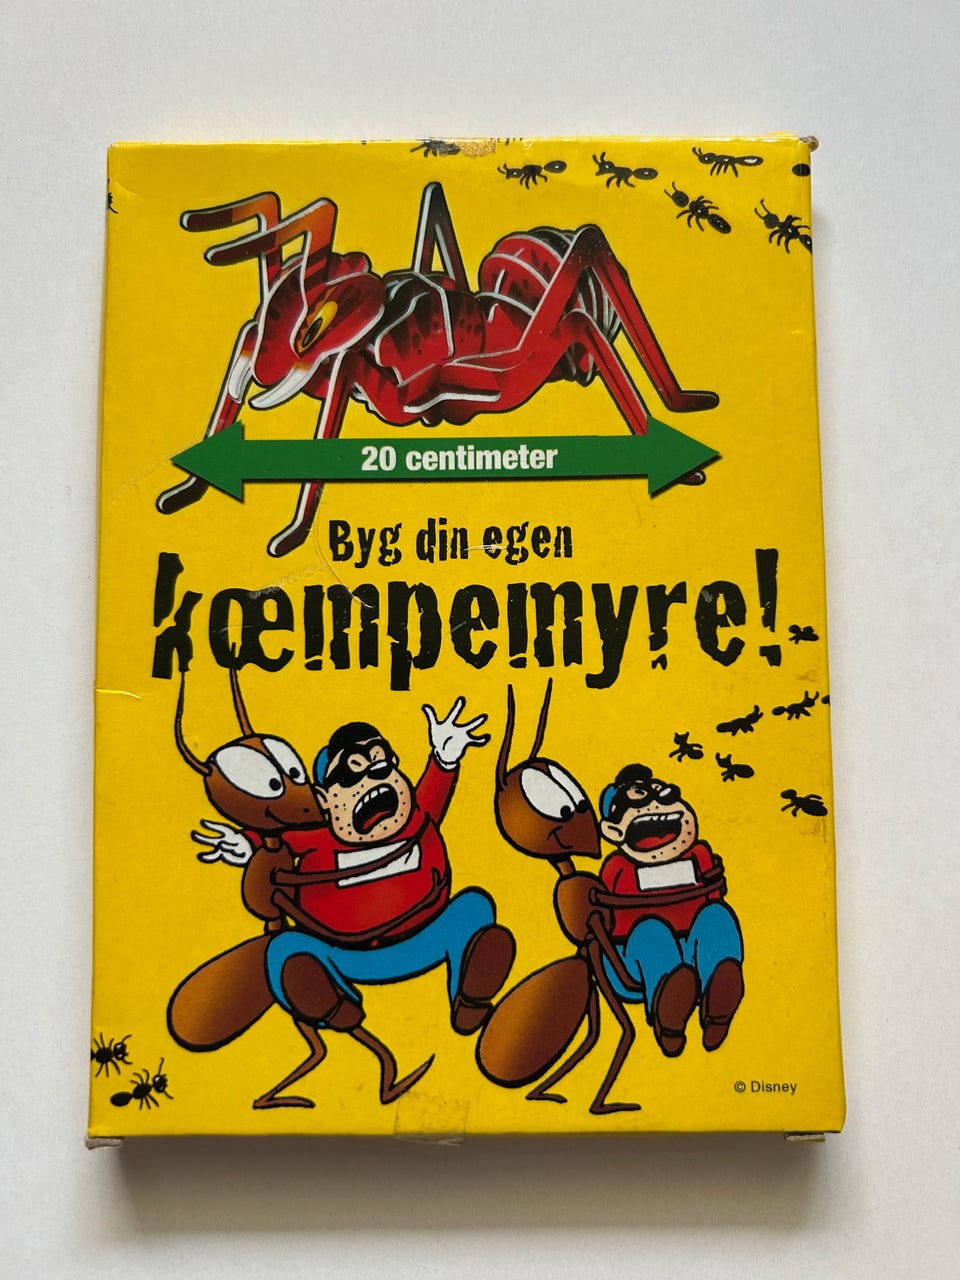 20 centimeter
Byg din egen
kæmpemyre!
© Disney